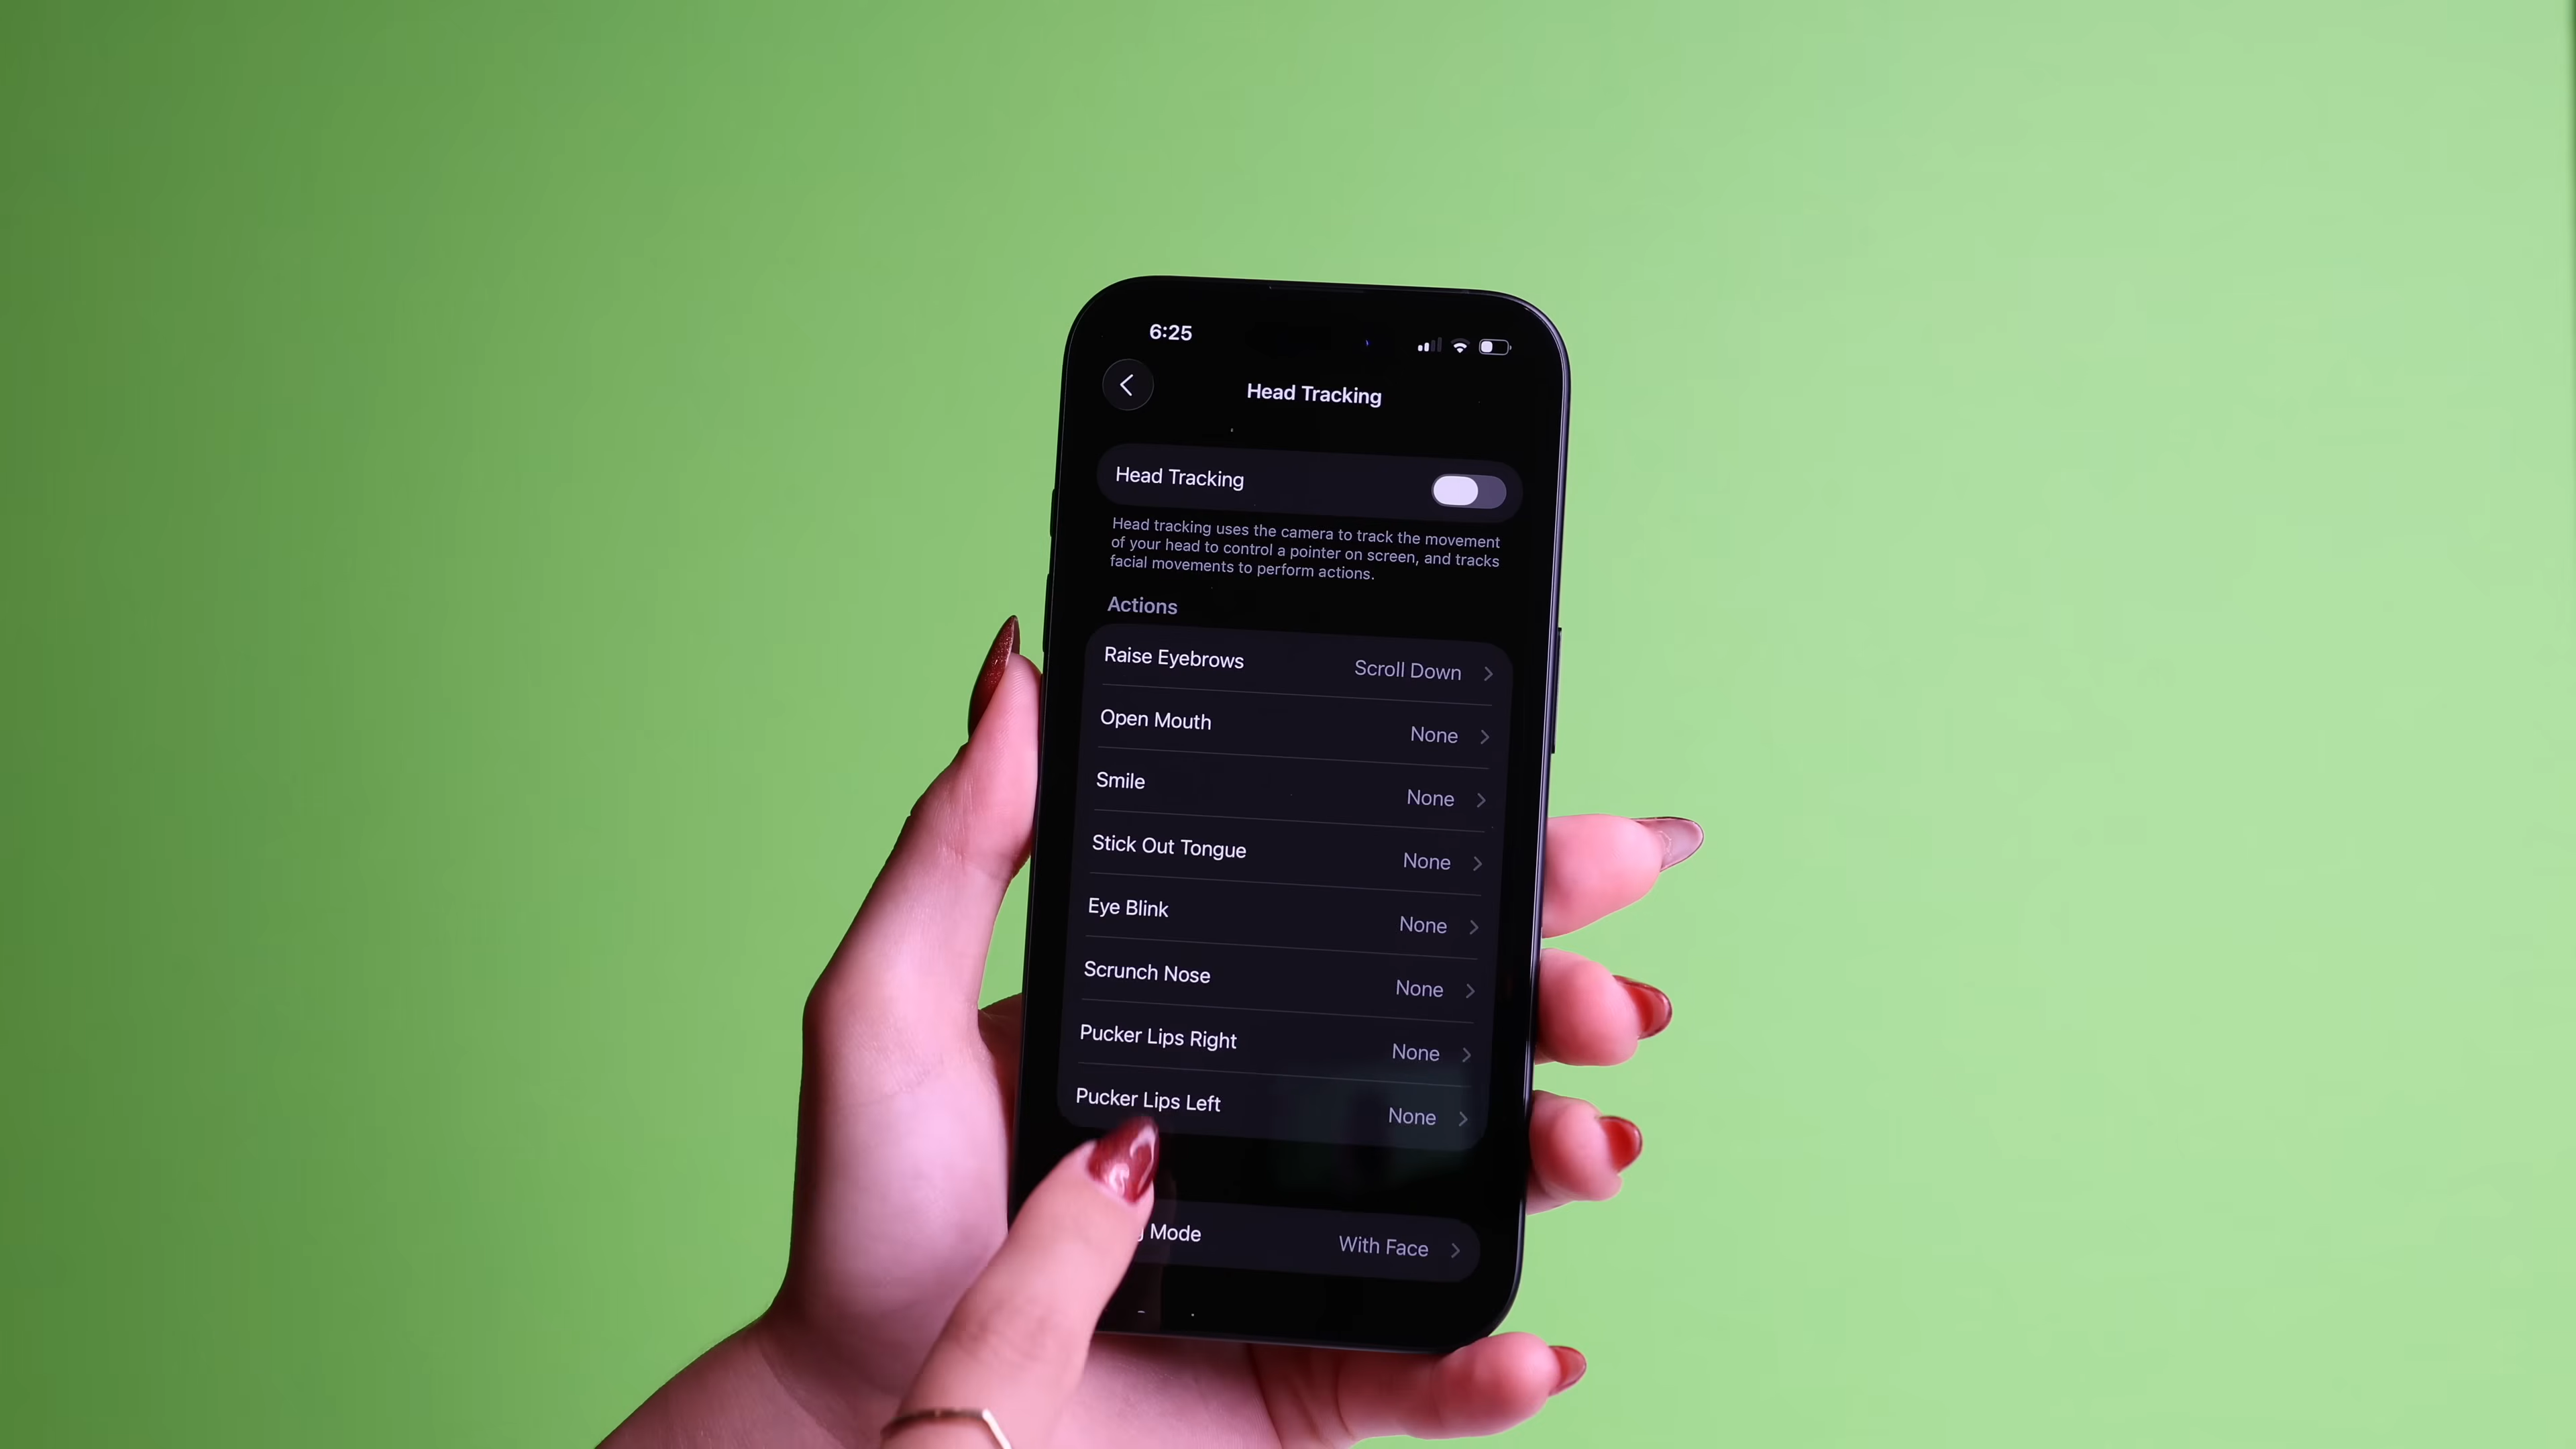 6:25
Head Tracking
Head Tracking
Head tracking uses the camera to track the movement
of your head to control a pointer on screen, and tracks
facial movements to perform actions.
Actions
Raise Eyebrows Scroll Down
Open Mouth None
Smile None
Stick Out Tongue None
Eye Blink None
Scrunch Nose None
Pucker Lips Right None
Pucker Lips Left None
Mode With Face